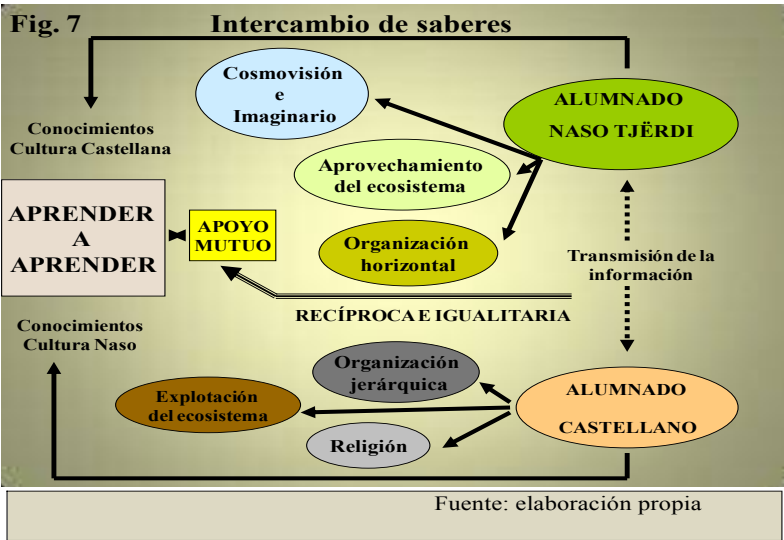 Fig. 7
Intercambio de saberes
Cosmovisión
e
Imaginario
ALUMNADO
NASO TJËRDI
Conocimientos
Cultura Castellana
Aprovechamiento
del ecosistema
APRENDER
A
APRENDER
APOYO
MUTUO
Organización
horizontal
Transmisión de la
información
RECÍPROCA E IGUALITARIA
Conocimientos
Cultura Naso
Organización
jerárquica
Explotación
del ecosistema
Religión
ALUMNADO
CASTELLANO
Fuente: elaboración propia